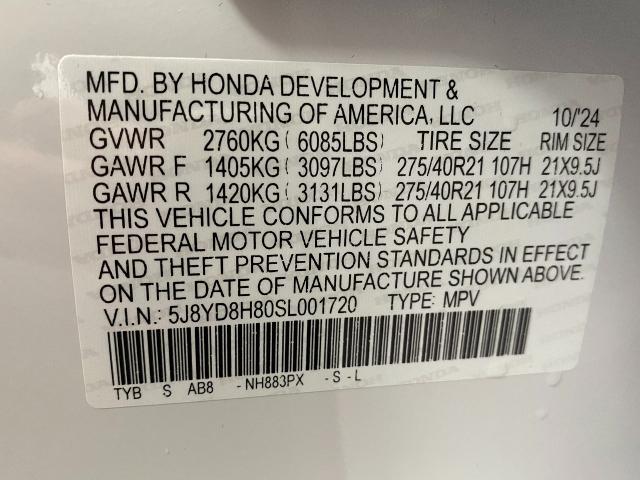 MFD. BY HONDA DEVELOPMENT &
MANUFACTURING OF AMERICA, LLC 10/'24
GVWR 2760KG ( 6085LBS) TIRE SIZE RIM SIZE
GAWR F 1405KG ( 3097LBS) 275/40R21 107H 21X9.5J
GAWR R 1420KG ( 3131LBS) 275/40R21 107H 21X9.5J
THIS VEHICLE CONFORMS TO ALL APPLICABLE
FEDERAL MOTOR VEHICLE SAFETY
AND THEFT PREVENTION STANDARDS IN EFFECT
ON THE DATE OF MANUFACTURE SHOWN ABOVE.
V.I.N.: 5J8YD8H80SL001720 TYPE: MPV
TYB S AB8 - NH883PX - S - L